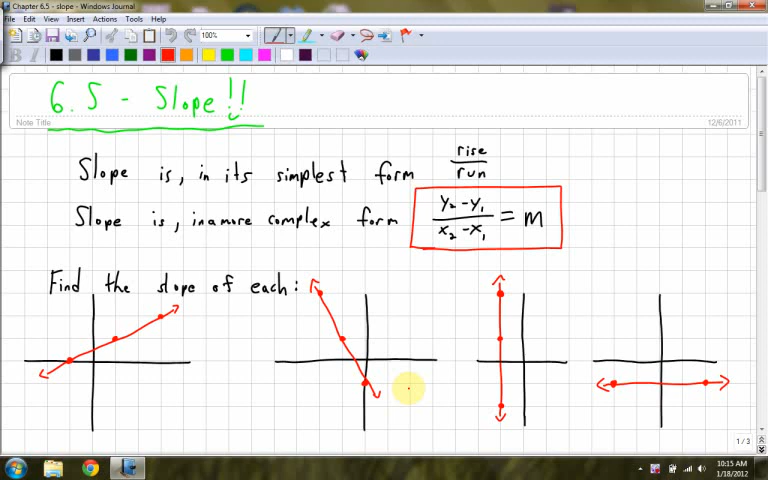 Chapter 6.5 - slope - Windows Journal
File Edit View Insert Actions Tools Help
100%
B I
6.5 - Slope!!
Note Title
12/6/2011
Slope is, in its simplest form rise/run
Slope is, in a more complex form y₂-y₁/x₂-x₁ = m
Find the slope of each:
1 / 3
10:15 AM
1/18/2012